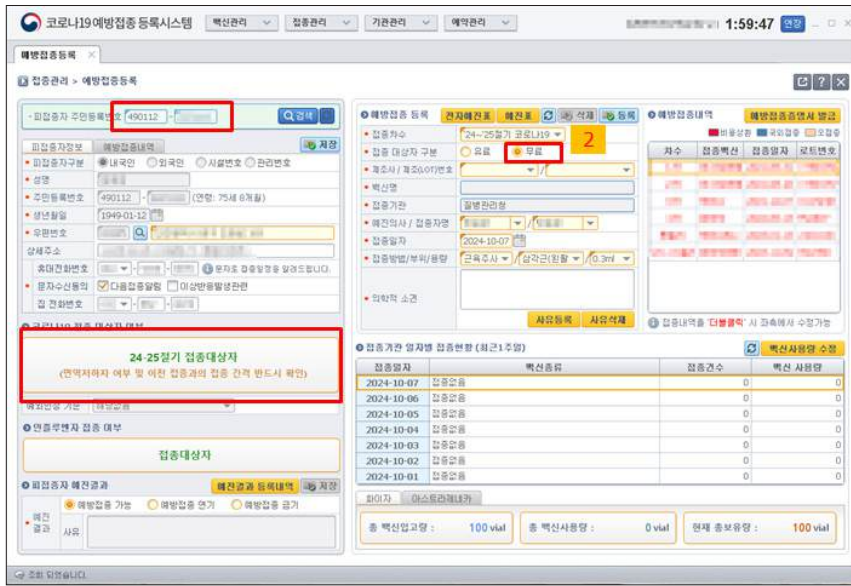 코로나19예방접종 등록시스템 백신관리 접종관리 기관관리 예약관리 1:59:47 연장
예방접종등록 ×
접종관리 > 예방접종등록
피접종자 주민등록번호 490112 - 검색
피접종자정보 예방접종내역 저장
피접종자구분 내국인 외국인 시설번호 관리번호
성명
주민등록번호 490112 - (연령: 75세 8개월)
생년월일 1949-01-12
우편번호
상세주소
휴대전화번호 문자로 접종일정을 알려드립니다.
문자수신동의 다음접종알림 이상반응발생관련
집 전화번호
코로나19 접종 대상자 여부
24-25절기 접종대상자
(면역저하자 여부 및 이전 접종과의 접종 간격 반드시 확인)
해당없음
인플루엔자 접종 여부
접종대상자
피접종자 예진결과 예진결과 등록내역 저장
예진결과 예방접종 가능 예방접종 연기 예방접종 금기
사유
예방접종 등록 전자예진표 예진표 삭제 등록
접종차수 '24~'25절기 코로나19
2
접종 대상자 구분 유료 무료
제조사 / 제조(LOT)번호 /
백신명
접종기관 질병관리청
예진의사 / 접종자명 /
접종일자 2024-10-07
접종방법/부위/용량 근육주사 / 삼각근(왼팔 / 0.3ml
의학적 소견
사유등록 사유삭제
예방접종내역 예방접종증명서 발급
비용상환 국외접종 오접종
차수 접종백신 접종일자 로트번호
접종내역을 '더블클릭' 시 좌측에서 수정가능
접종기관 일자별 접종현황 (최근1주일) 백신사용량 수정
접종일자 백신종류 접종건수 백신 사용량
2024-10-07 접종없음 0 0
2024-10-06 접종없음 0 0
2024-10-05 접종없음 0 0
2024-10-04 접종없음 0 0
2024-10-03 접종없음 0 0
2024-10-02 접종없음 0 0
2024-10-01 접종없음 0 0
화이자 아스트라제네카
총 백신입고량 : 100 vial 총 백신사용량 : 0 vial 현재 총보유량 : 100 vial
조회 되었습니다.